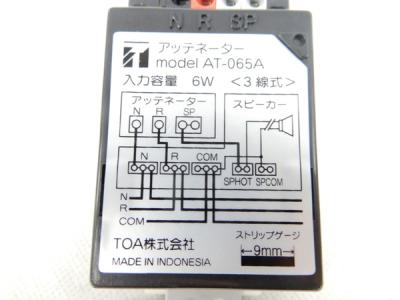 N R SP
アッテネーター
model AT-065A
入力容量 6W <3線式>
アッテネーター スピーカー
N R SP
N R COM
SPHOT SPCOM
N
R
COM
TOA株式会社 ストリップゲージ
MADE IN INDONESIA 9mm